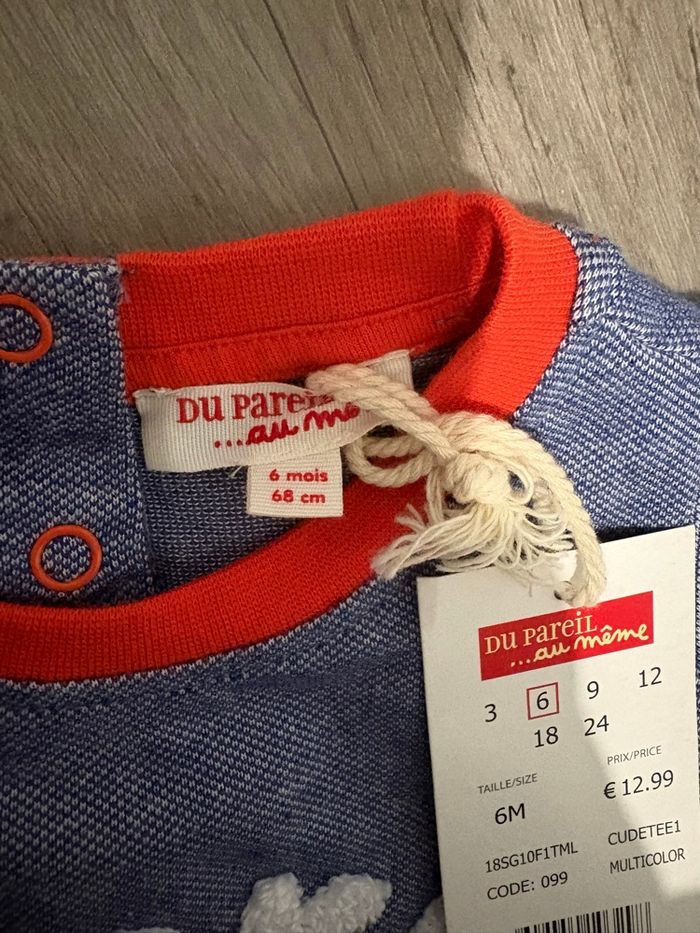 DU PareiL
...au mê
6 mois
68 cm
DU PareiL
...au même
3 6 9 12
18 24
TAILLE/SIZE
PRIX/PRICE
6M
€ 12.99
18SG10F1TML
CUDETEE1
CODE: 099
MULTICOLOR